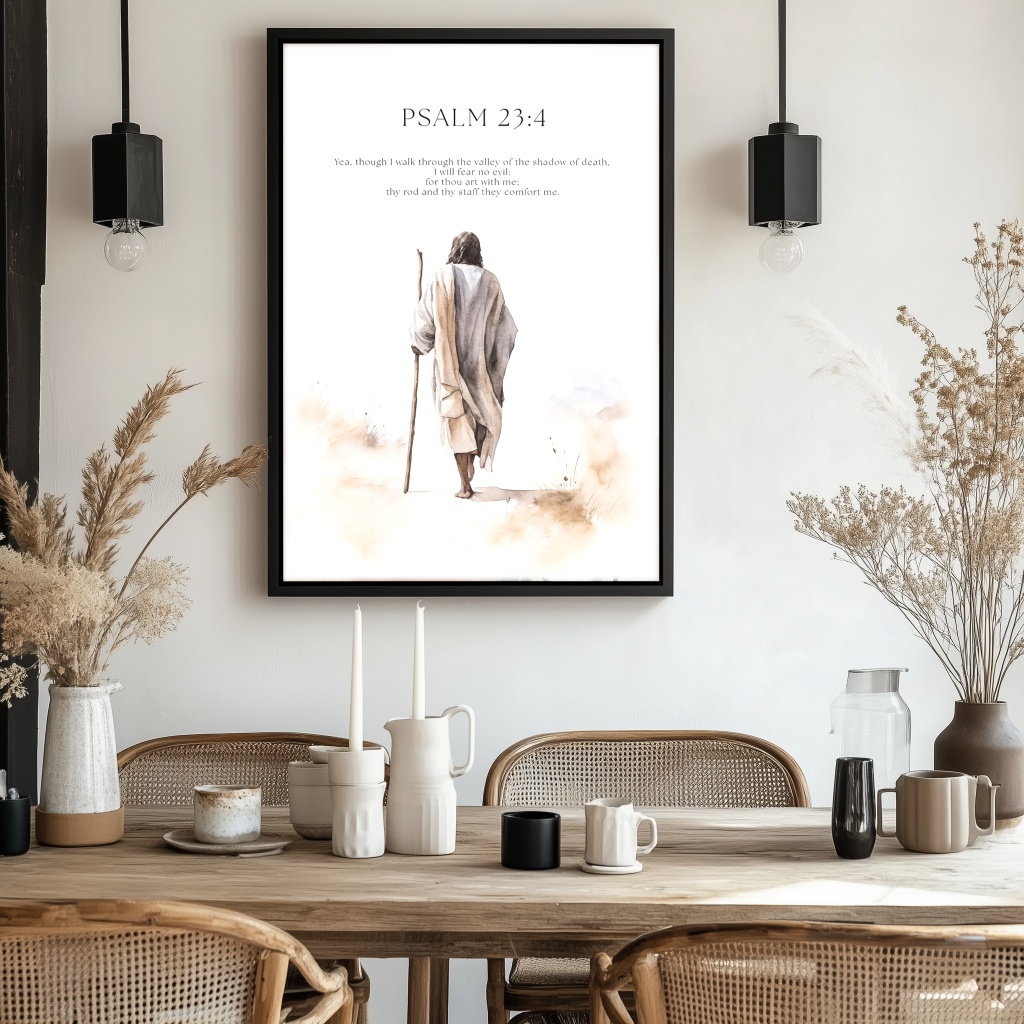 PSALM 23:4
Yea, though I walk through the valley of the shadow of death,
I will fear no evil:
for thou art with me;
thy rod and thy staff they comfort me.